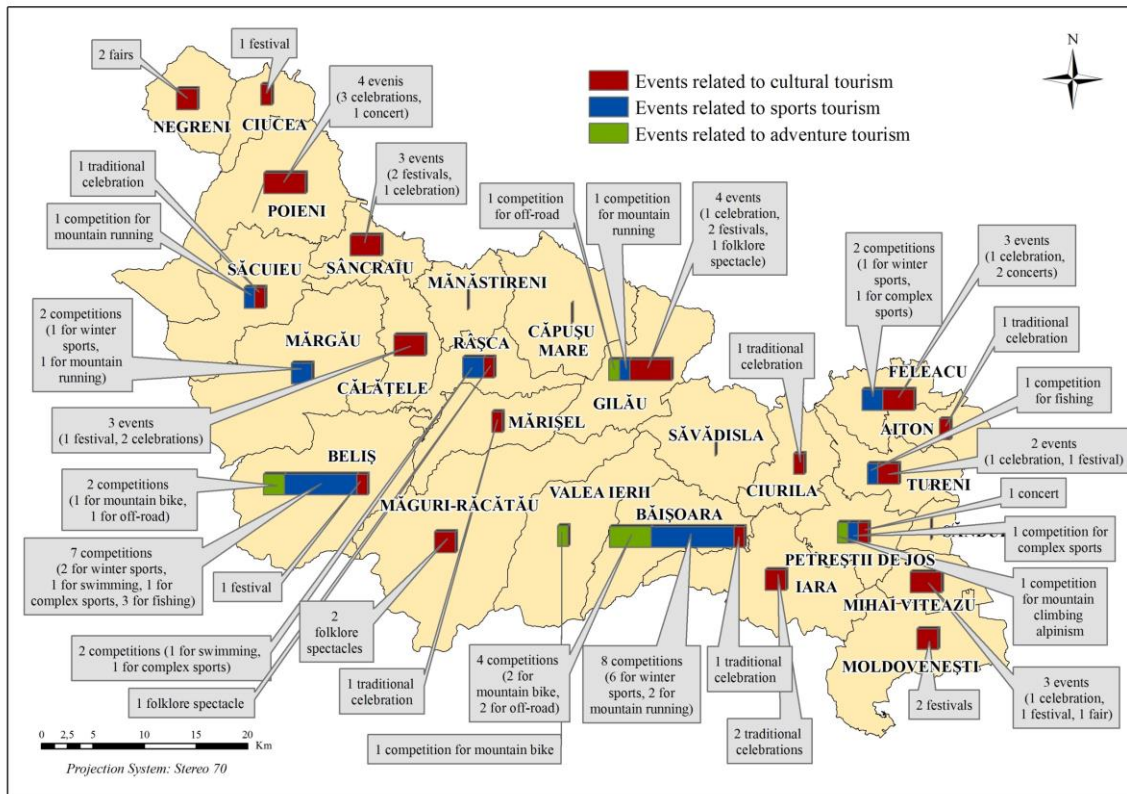 2 fairs
1 festival
4 evenis
(3 celebrations,
1 concert)
N
Events related to cultural tourism
Events related to sports tourism
Events related to adventure tourism
NEGRENI
CIUCEA
1 traditional
celebration
3 events
(2 festivals,
1 celebration)
1 competition
for off-road
1 competition
for mountain
running
4 events
(1 celebration,
2 festivals,
1 folklore
spectacle)
POIENI
1 competition for
mountain running
SĂCUIEU
SÂNCRAIU
MĂNĂSTIRENI
2 competitions
(1 for winter
sports,
1 for complex
sports)
3 events
(1 celebration,
2 concerts)
2 competitions
(1 for winter
sports,
1 for mountain
running)
MĂRGĂU
RÂȘCA
CĂPUȘU
MARE
1 traditional
celebration
1 traditional
celebration
FELEACU
CĂLĂȚELE
GILĂU
1 competition
for fishing
3 events
(1 festival, 2 celebrations)
MĂRIȘEL
AITON
SĂVĂDISLA
BELIȘ
2 events
(1 celebration, 1 festival)
2 competitions
(1 for mountain bike,
1 for off-road)
CIURILA
TURENI
MĂGURI-RĂCĂTĂU
VALEA IERII
BĂIȘOARA
1 concert
7 competitions
(2 for winter sports,
1 for swimming, 1 for
complex sports, 3 for fishing)
1 competition for
complex sports
PETREȘTII DE JOS
1 festival
IARA
1 competition
for mountain
climbing
alpinism
MIHAI VITEAZU
2
folklore
spectacles
2 competitions (1 for swimming,
1 for complex sports)
4 competitions
(2 for
mountain bike,
2 for off-road)
8 competitions
(6 for winter
sports, 2 for
mountain running)
1 traditional
celebration
MOLDOVENEȘTI
1 folklore spectacle
1 traditional
celebration
3 events
(1 celebration,
1 festival, 1 fair)
2 festivals
2 traditional
celebrations
1 competition for mountain bike
0 2,5 5 10 15 20
Km
Projection System: Stereo 70